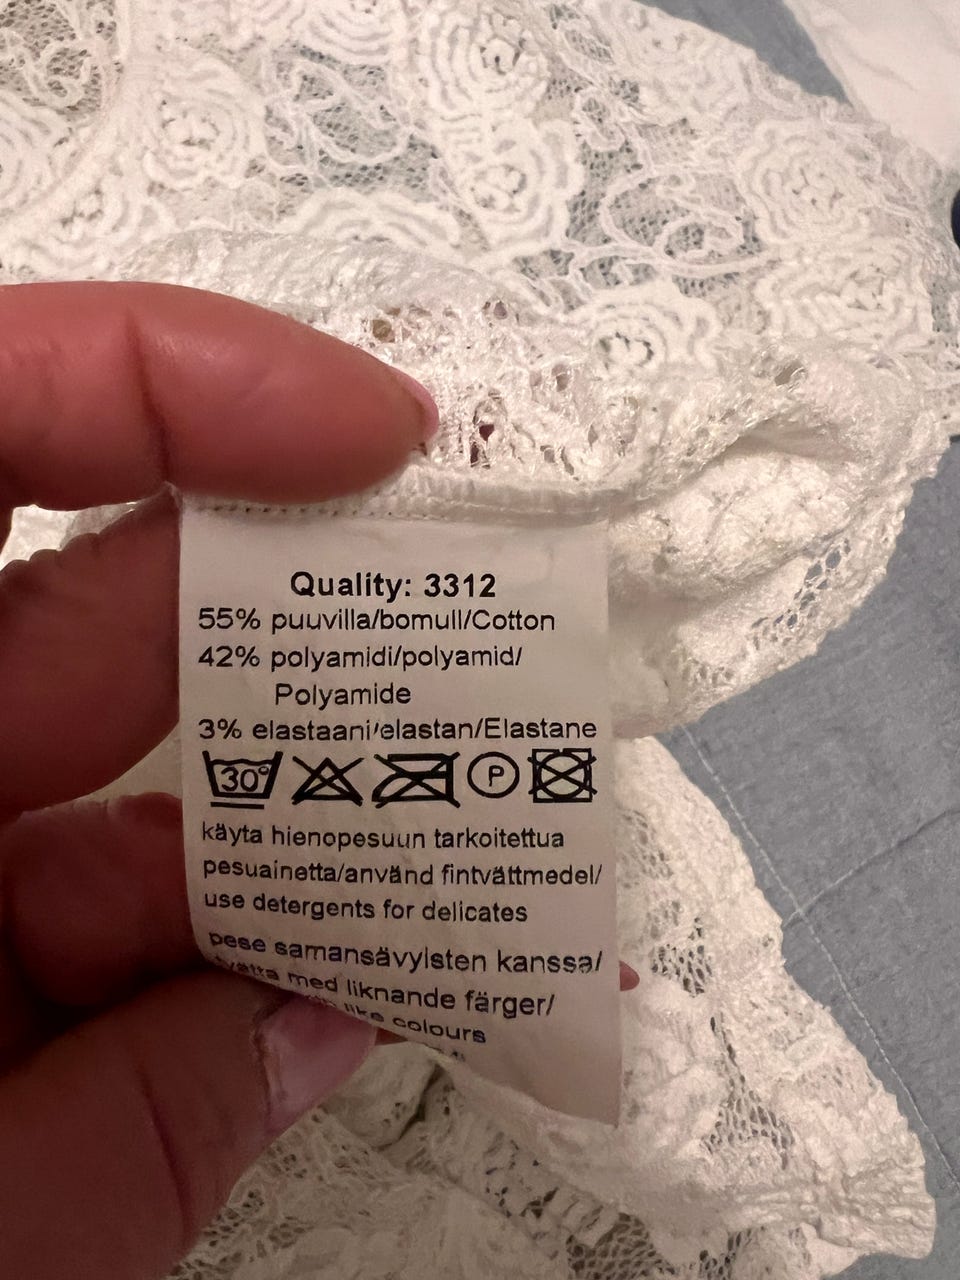 Quality: 3312
55% puuvilla/bomull/Cotton
42% polyamidi/polyamid/
Polyamide
3% elastaani/elastan/Elastane
30°
P
käyta hienopesuun tarkoitettua
pesuainetta/använd fintvättmedel/
use detergents for delicates
pese samansävyisten kanssa/
tvätta med liknande färger/
like colours